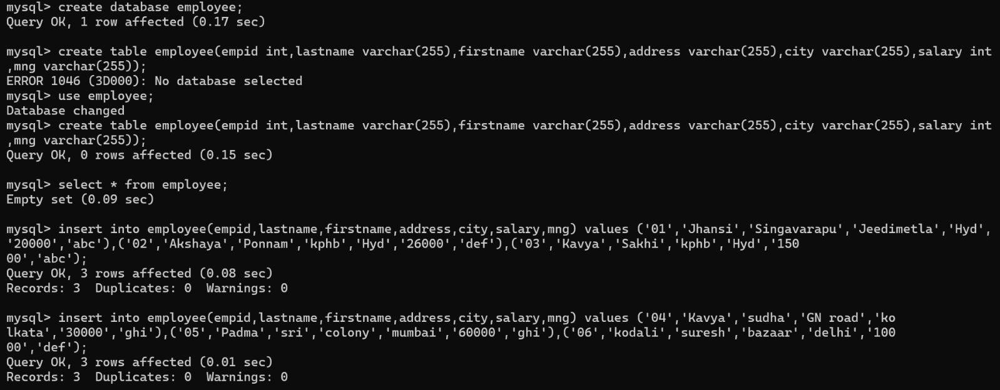 mysql> create database employee;
Query OK, 1 row affected (0.17 sec)
mysql> create table employee(empid int,lastname varchar(255),firstname varchar(255),address varchar(255),city varchar(255),salary int
,mng varchar(255));
ERROR 1046 (3D000): No database selected
mysql> use employee;
Database changed
mysql> create table employee(empid int,lastname varchar(255),firstname varchar(255),address varchar(255),city varchar(255),salary int
,mng varchar(255));
Query OK, 0 rows affected (0.15 sec)
mysql> select * from employee;
Empty set (0.09 sec)
mysql> insert into employee(empid,lastname,firstname,address,city,salary,mng) values ('01','Jhansi','Singavarapu','Jeedimetla','Hyd',
'20000','abc'),('02','Akshaya','Ponnam','kphb','Hyd','26000','def'),('03','Kavya','Sakhi','kphb','Hyd','150
00','abc');
Query OK, 3 rows affected (0.08 sec)
Records: 3  Duplicates: 0  Warnings: 0
mysql> insert into employee(empid,lastname,firstname,address,city,salary,mng) values ('04','Kavya','sudha','GN road','ko
lkata','30000','ghi'),('05','Padma','sri','colony','mumbai','60000','ghi'),('06','kodali','suresh','bazaar','delhi','100
00','def');
Query OK, 3 rows affected (0.01 sec)
Records: 3  Duplicates: 0  Warnings: 0